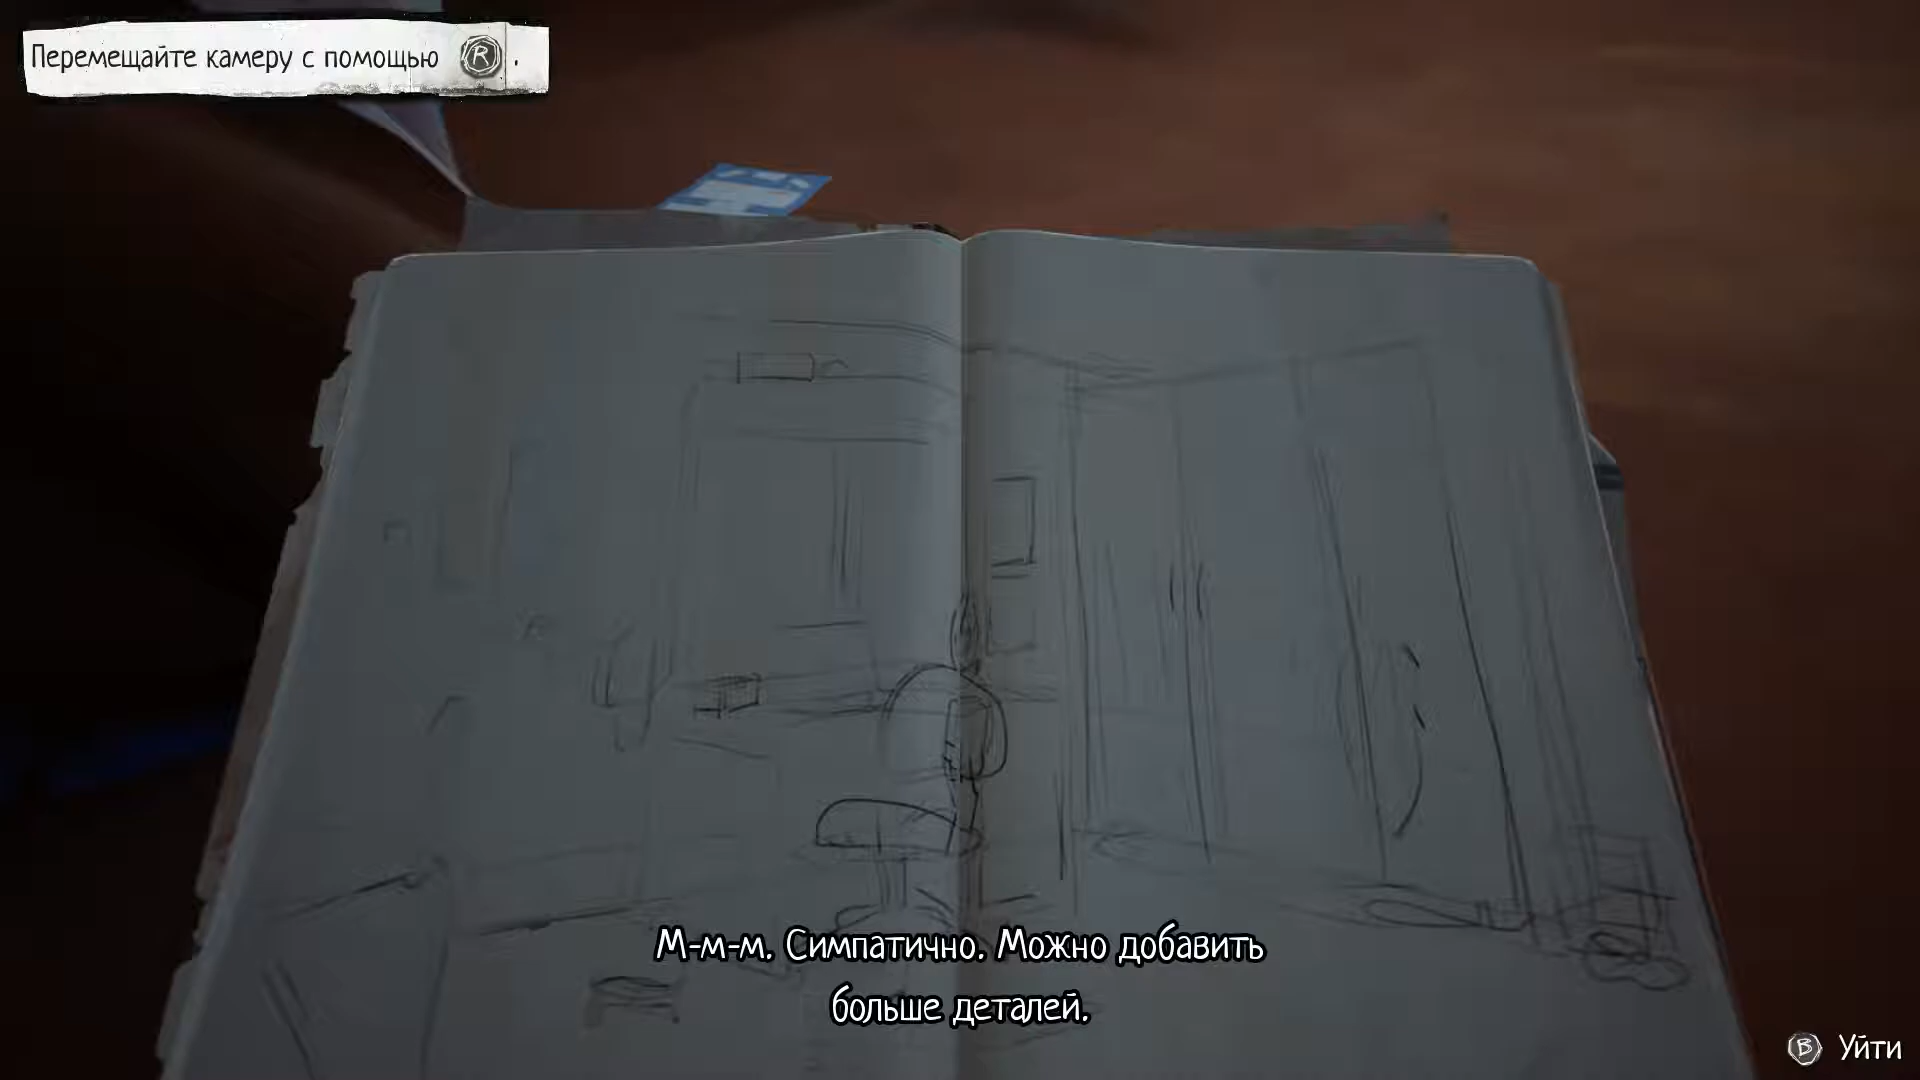 Перемещайте камеру с помощью R .
М-м-м. Симпатично. Можно добавить
больше деталей.
B Уйти